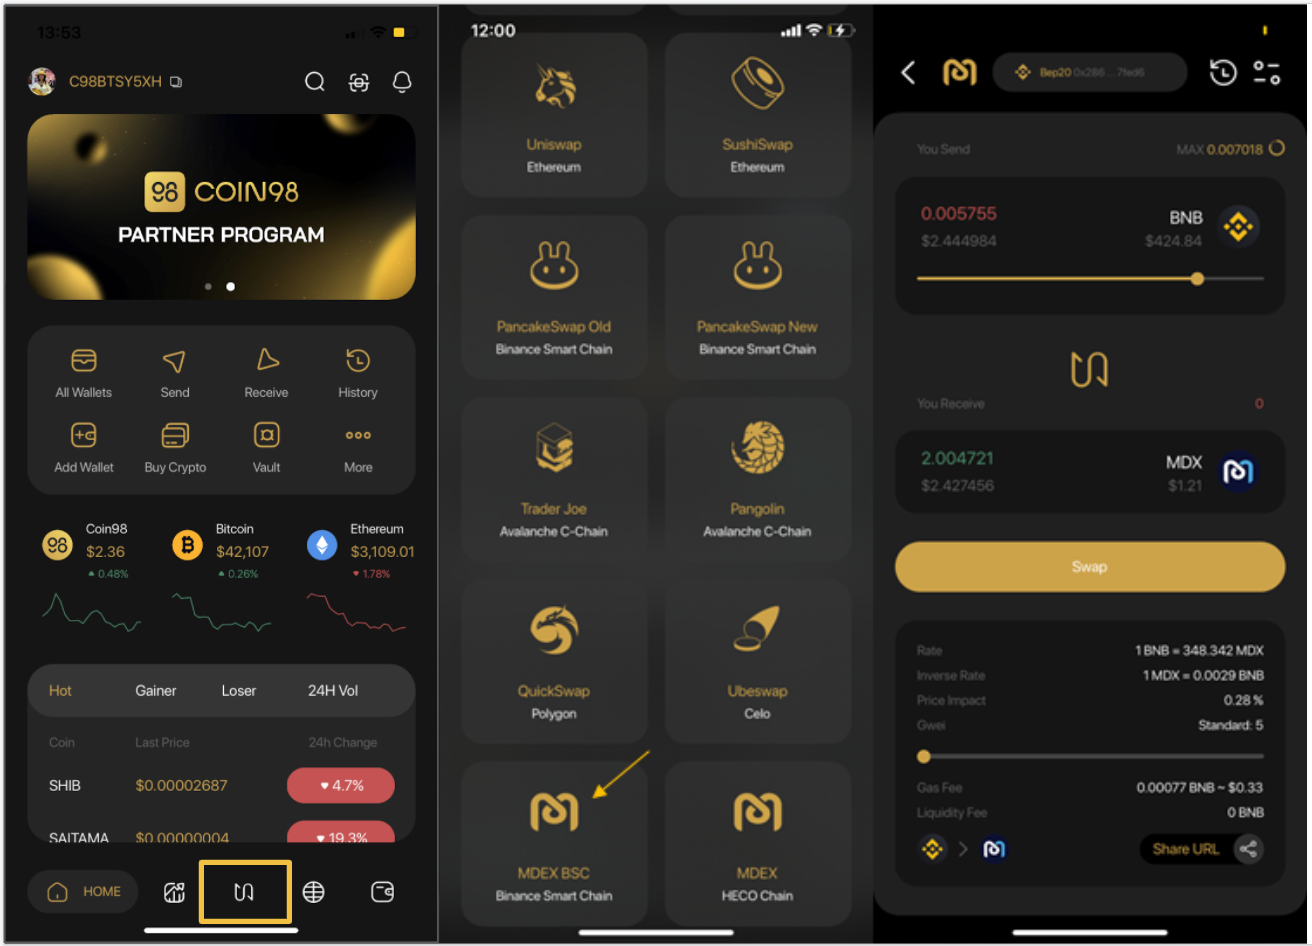 13:53
C98BTSY5XH
98 COIN98
PARTNER PROGRAM
All Wallets Send Receive History
Add Wallet Buy Crypto Vault More
Coin98 Bitcoin Ethereum
98 $2.36 $42,107 $3,109.01
0.48% 0.26% 1.78%
Hot Gainer Loser 24H Vol
Coin Last Price 24h Change
SHIB $0.00002687 4.7%
SAITAMA $0.00000004 19.3%
HOME
12:00
Uniswap SushiSwap
Ethereum Ethereum
PancakeSwap Old PancakeSwap New
Binance Smart Chain Binance Smart Chain
Trader Joe Pangolin
Avalanche C-Chain Avalanche C-Chain
QuickSwap Ubeswap
Polygon Celo
MDEX BSC MDEX
Binance Smart Chain HECO Chain
Bep20 0x286 ... 7fed6
You Send MAX 0.007018
0.005755 BNB
$2.444984 $424.84
You Receive 0
2.004721 MDX
$2.427456 $1.21
Swap
Rate 1 BNB = 348.342 MDX
Inverse Rate 1 MDX = 0.0029 BNB
Price Impact 0.28 %
Gwei Standard: 5
Gas Fee 0.00077 BNB ~ $0.33
Liquidity Fee 0 BNB
Share URL